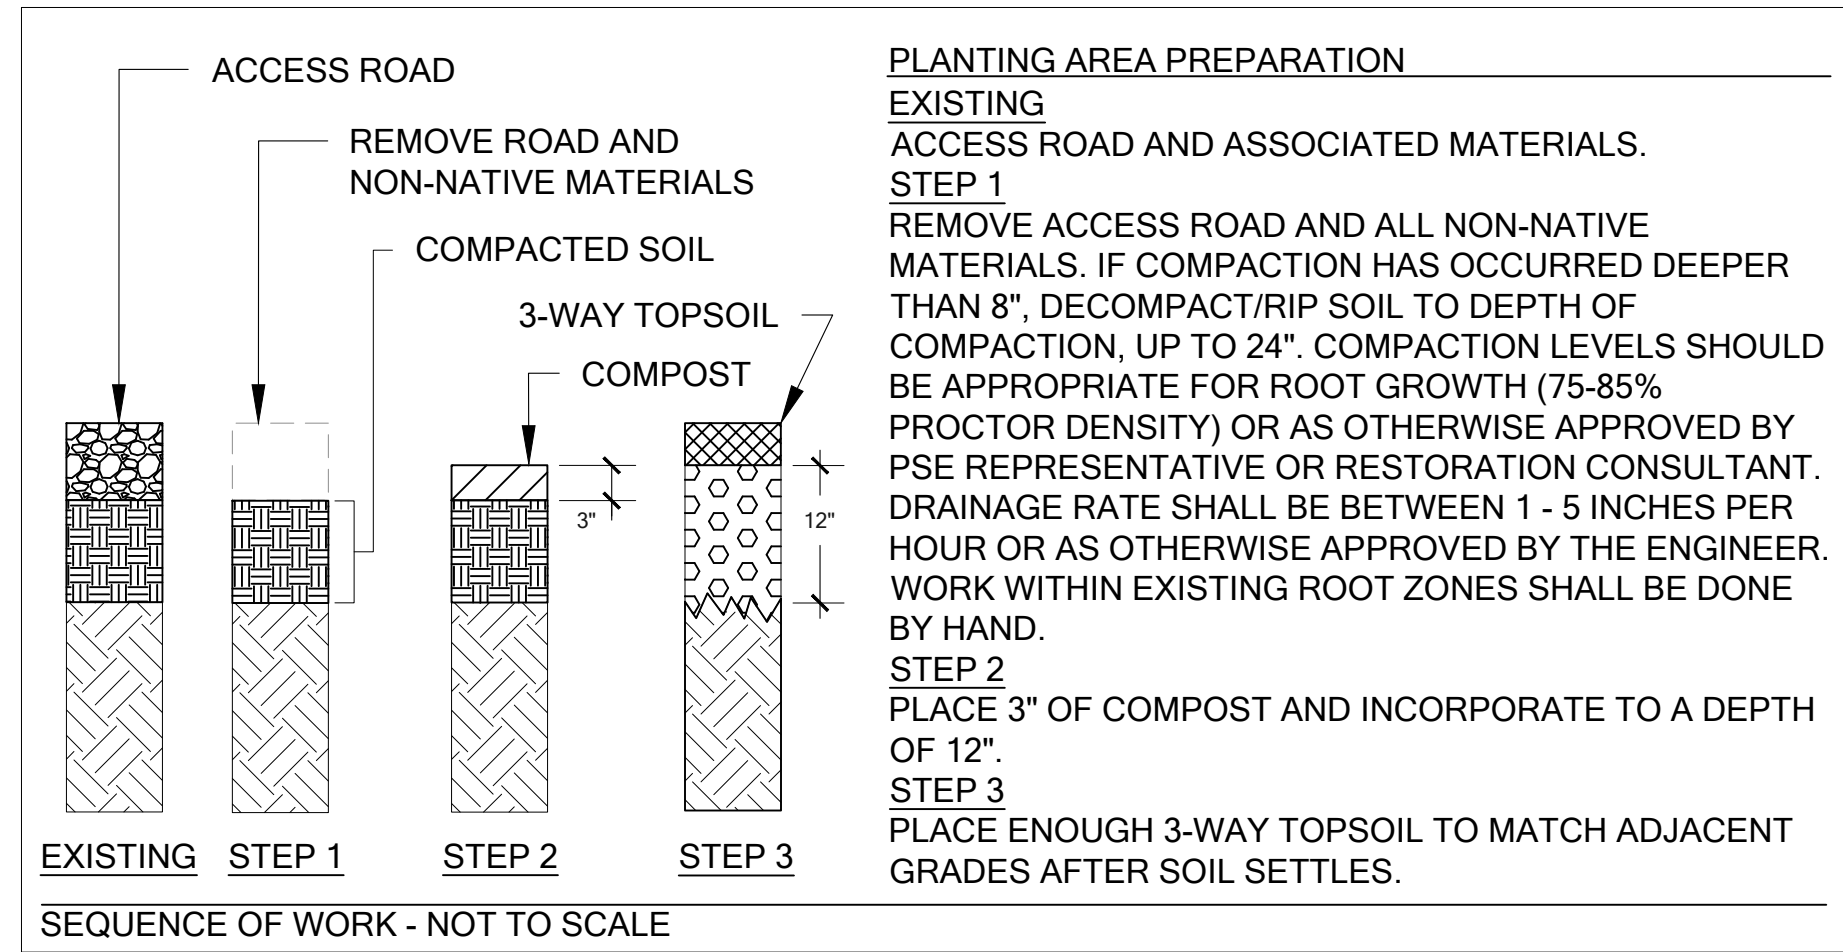 ACCESS ROAD
REMOVE ROAD AND
NON-NATIVE MATERIALS
COMPACTED SOIL
3-WAY TOPSOIL
COMPOST
3"
12"
EXISTING
STEP 1
STEP 2
STEP 3
PLANTING AREA PREPARATION
EXISTING
ACCESS ROAD AND ASSOCIATED MATERIALS.
STEP 1
REMOVE ACCESS ROAD AND ALL NON-NATIVE
MATERIALS. IF COMPACTION HAS OCCURRED DEEPER
THAN 8", DECOMPACT/RIP SOIL TO DEPTH OF
COMPACTION, UP TO 24". COMPACTION LEVELS SHOULD
BE APPROPRIATE FOR ROOT GROWTH (75-85%
PROCTOR DENSITY) OR AS OTHERWISE APPROVED BY
PSE REPRESENTATIVE OR RESTORATION CONSULTANT.
DRAINAGE RATE SHALL BE BETWEEN 1 - 5 INCHES PER
HOUR OR AS OTHERWISE APPROVED BY THE ENGINEER.
WORK WITHIN EXISTING ROOT ZONES SHALL BE DONE
BY HAND.
STEP 2
PLACE 3" OF COMPOST AND INCORPORATE TO A DEPTH
OF 12".
STEP 3
PLACE ENOUGH 3-WAY TOPSOIL TO MATCH ADJACENT
GRADES AFTER SOIL SETTLES.
SEQUENCE OF WORK - NOT TO SCALE